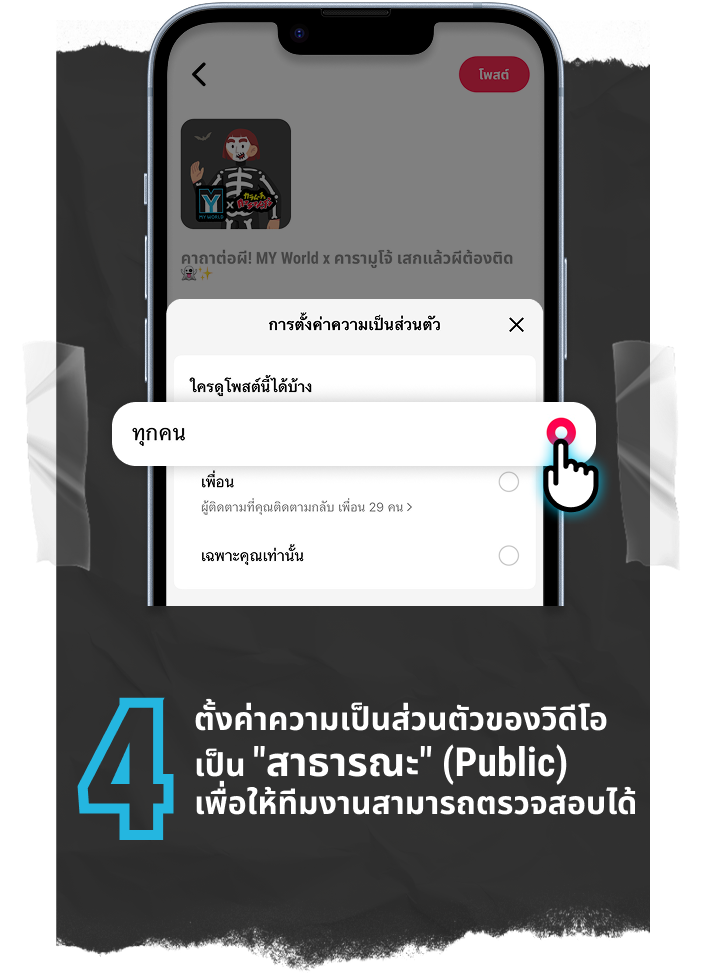 โพสต์
MY WORLD
x
คาถาต่อผี! MY World x คารามูโจ้ เสกแล้วผีต้องติด
👻✨
การตั้งค่าความเป็นส่วนตัว
ใครดูโพสต์นี้ได้บ้าง
ทุกคน
เพื่อน
ผู้ติดตามที่คุณติดตามกลับ เพื่อน 29 คน >
เฉพาะคุณเท่านั้น
4
ตั้งค่าความเป็นส่วนตัวของวิดีโอ
เป็น "สาธารณะ" (Public)
เพื่อให้ทีมงานสามารถตรวจสอบได้